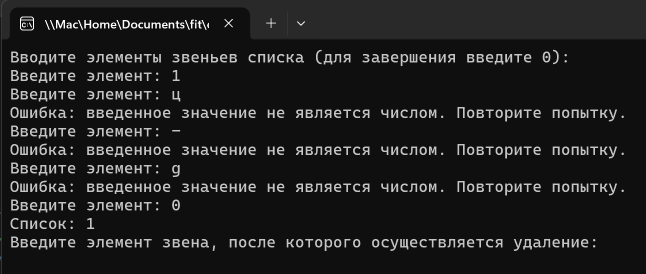 \\Mac\Home\Documents\fit\
Вводите элементы звеньев списка (для завершения введите 0):
Введите элемент: 1
Введите элемент: ц
Ошибка: введенное значение не является числом. Повторите попытку.
Введите элемент: -
Ошибка: введенное значение не является числом. Повторите попытку.
Введите элемент: g
Ошибка: введенное значение не является числом. Повторите попытку.
Введите элемент: 0
Список: 1
Введите элемент звена, после которого осуществляется удаление: